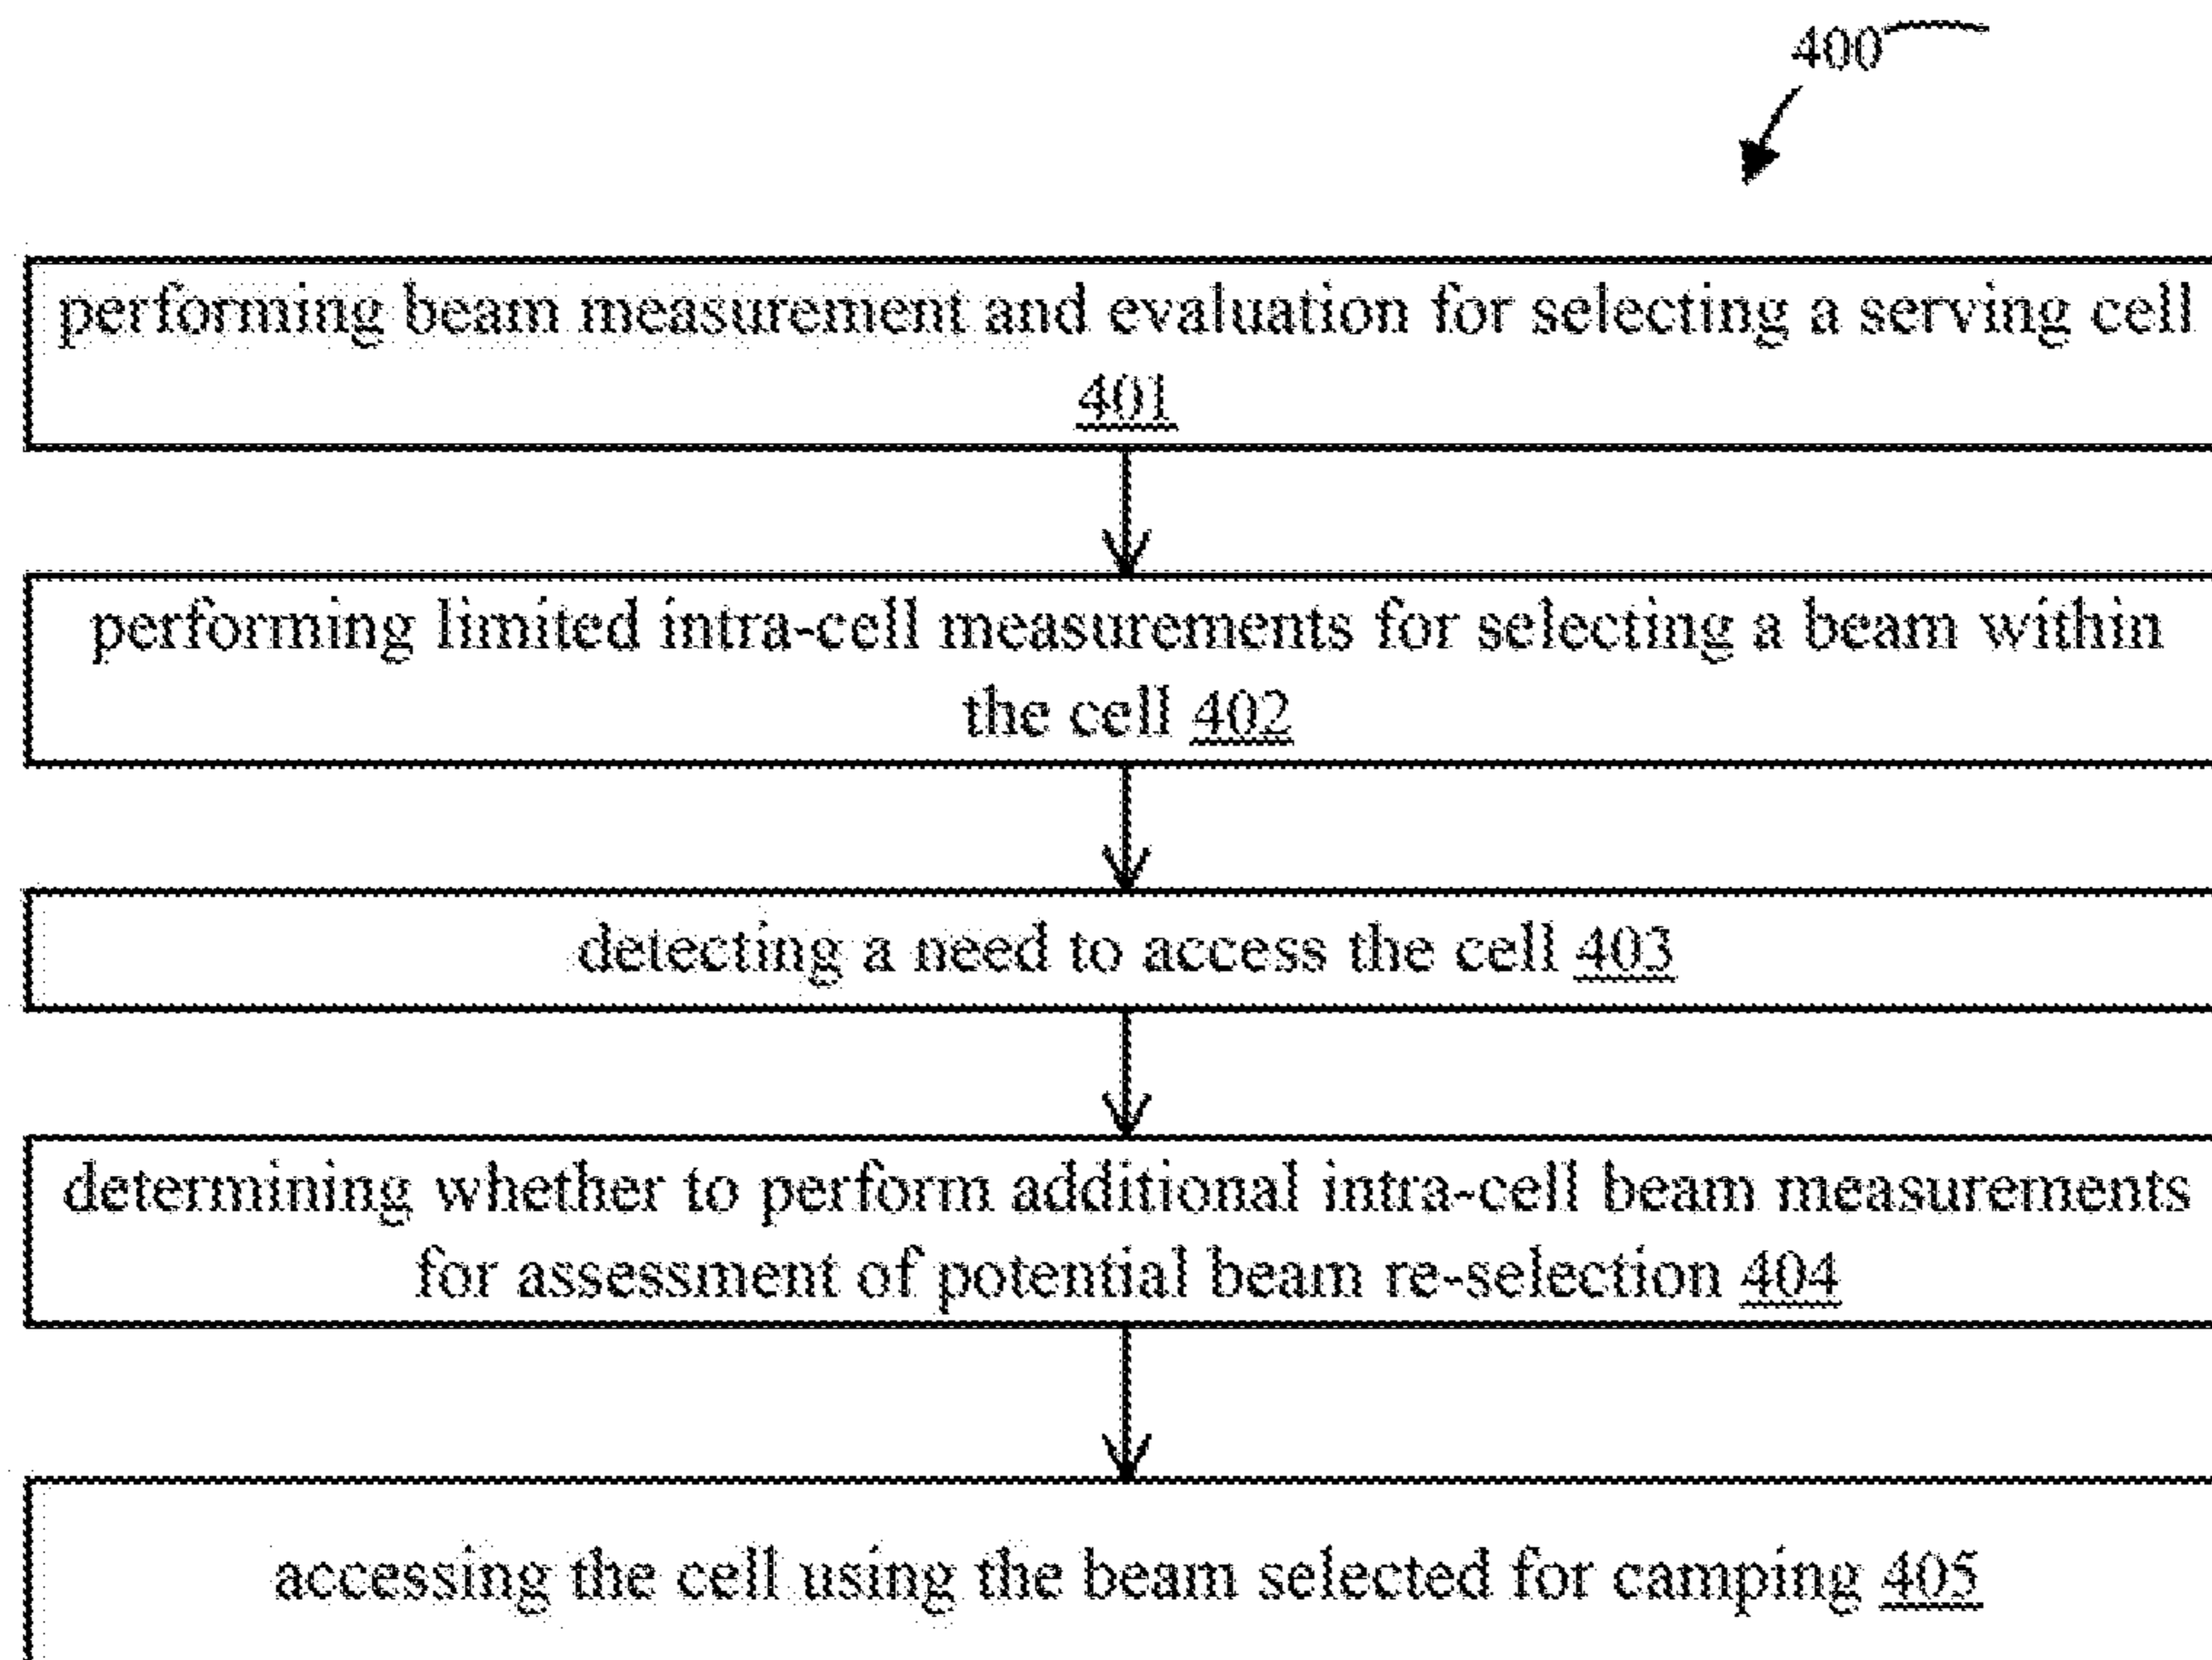 400
performing beam measurement and evaluation for selecting a serving cell
401
performing limited intra-cell measurements for selecting a beam within
the cell 402
detecting a need to access the cell 403
determining whether to perform additional intra-cell beam measurements
for assessment of potential beam re-selection 404
accessing the cell using the beam selected for camping 405